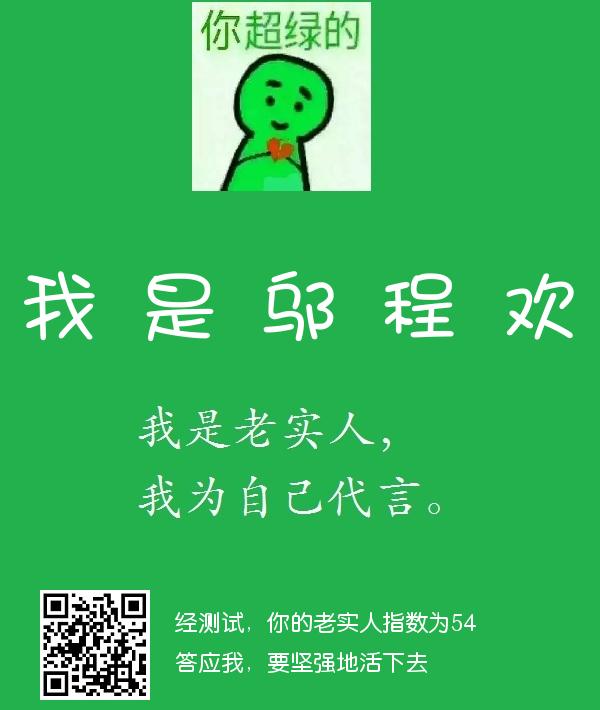 你超绿的
我是邬程欢
我是老实人，
我为自己代言。
经测试，你的老实人指数为54
答应我，要坚强地活下去